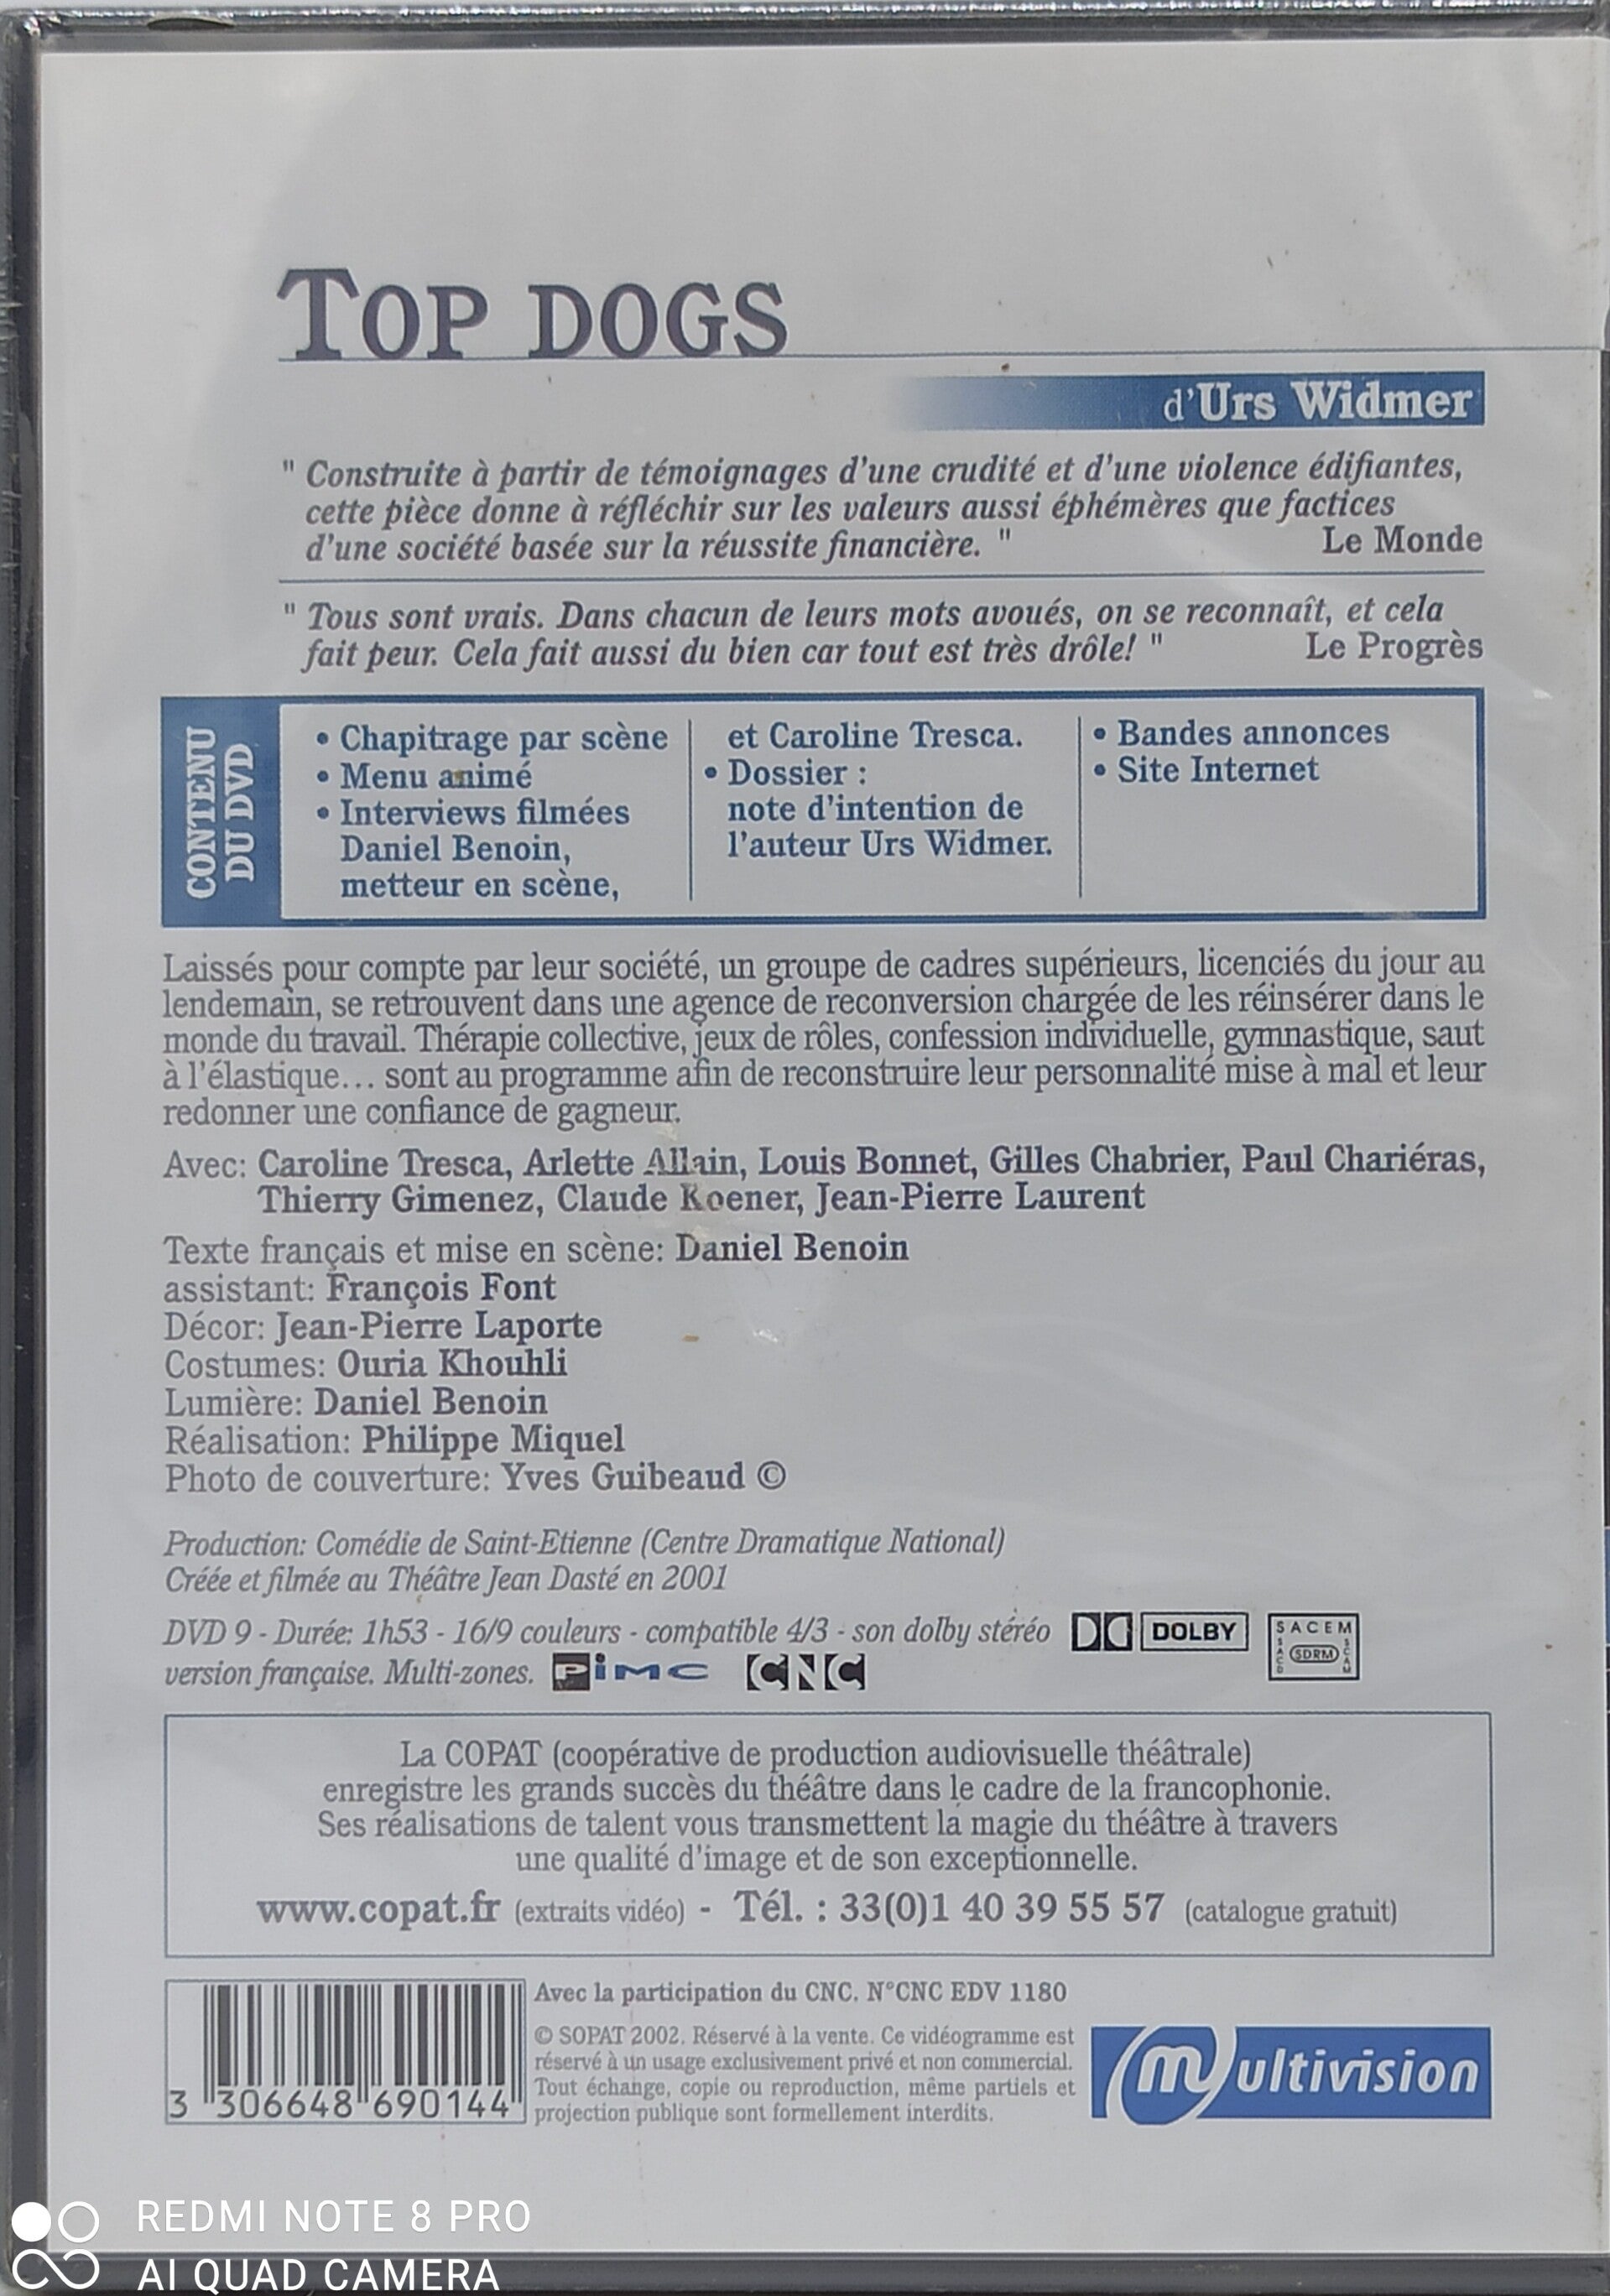 TOP DOGS
d'Urs Widmer
" Construite à partir de témoignages d'une crudité et d'une violence édifiantes,
cette pièce donne à réfléchir sur les valeurs aussi éphémères que factices
d'une société basée sur la réussite financière. " Le Monde
" Tous sont vrais. Dans chacun de leurs mots avoués, on se reconnaît, et cela
fait peur. Cela fait aussi du bien car tout est très drôle! " Le Progrès
CONTENU
DU DVD
• Chapitrage par scène
• Menu animé
• Interviews filmées
Daniel Benoin,
metteur en scène,
et Caroline Tresca.
• Dossier :
note d'intention de
l'auteur Urs Widmer.
• Bandes annonces
• Site Internet
Laissés pour compte par leur société, un groupe de cadres supérieurs, licenciés du jour au
lendemain, se retrouvent dans une agence de reconversion chargée de les réinsérer dans le
monde du travail. Thérapie collective, jeux de rôles, confession individuelle, gymnastique, saut
à l'élastique... sont au programme afin de reconstruire leur personnalité mise à mal et leur
redonner une confiance de gagneur.
Avec: Caroline Tresca, Arlette Allain, Louis Bonnet, Gilles Chabrier, Paul Chariéras,
Thierry Gimenez, Claude Koener, Jean-Pierre Laurent
Texte français et mise en scène: Daniel Benoin
assistant: François Font
Décor: Jean-Pierre Laporte
Costumes: Ouria Khouhli
Lumière: Daniel Benoin
Réalisation: Philippe Miquel
Photo de couverture: Yves Guibeaud ©
Production: Comédie de Saint-Etienne (Centre Dramatique National)
Créée et filmée au Théâtre Jean Dasté en 2001
DVD 9 - Durée: 1h53 - 16/9 couleurs - compatible 4/3 - son dolby stéréo DOLBY
version française. Multi-zones. PiMC CNC
SACEM
SACD
SDRM
SCAM
La COPAT (coopérative de production audiovisuelle théâtrale)
enregistre les grands succès du théâtre dans le cadre de la francophonie.
Ses réalisations de talent vous transmettent la magie du théâtre à travers
une qualité d'image et de son exceptionnelle.
www.copat.fr (extraits vidéo) - Tél. : 33(0)1 40 39 55 57 (catalogue gratuit)
3 306648 690144
Avec la participation du CNC. N°CNC EDV 1180
© SOPAT 2002. Réservé à la vente. Ce vidéogramme est
réservé à un usage exclusivement privé et non commercial.
Tout échange, copie ou reproduction, même partiels et
projection publique sont formellement interdits.
multivision
REDMI NOTE 8 PRO
AI QUAD CAMERA